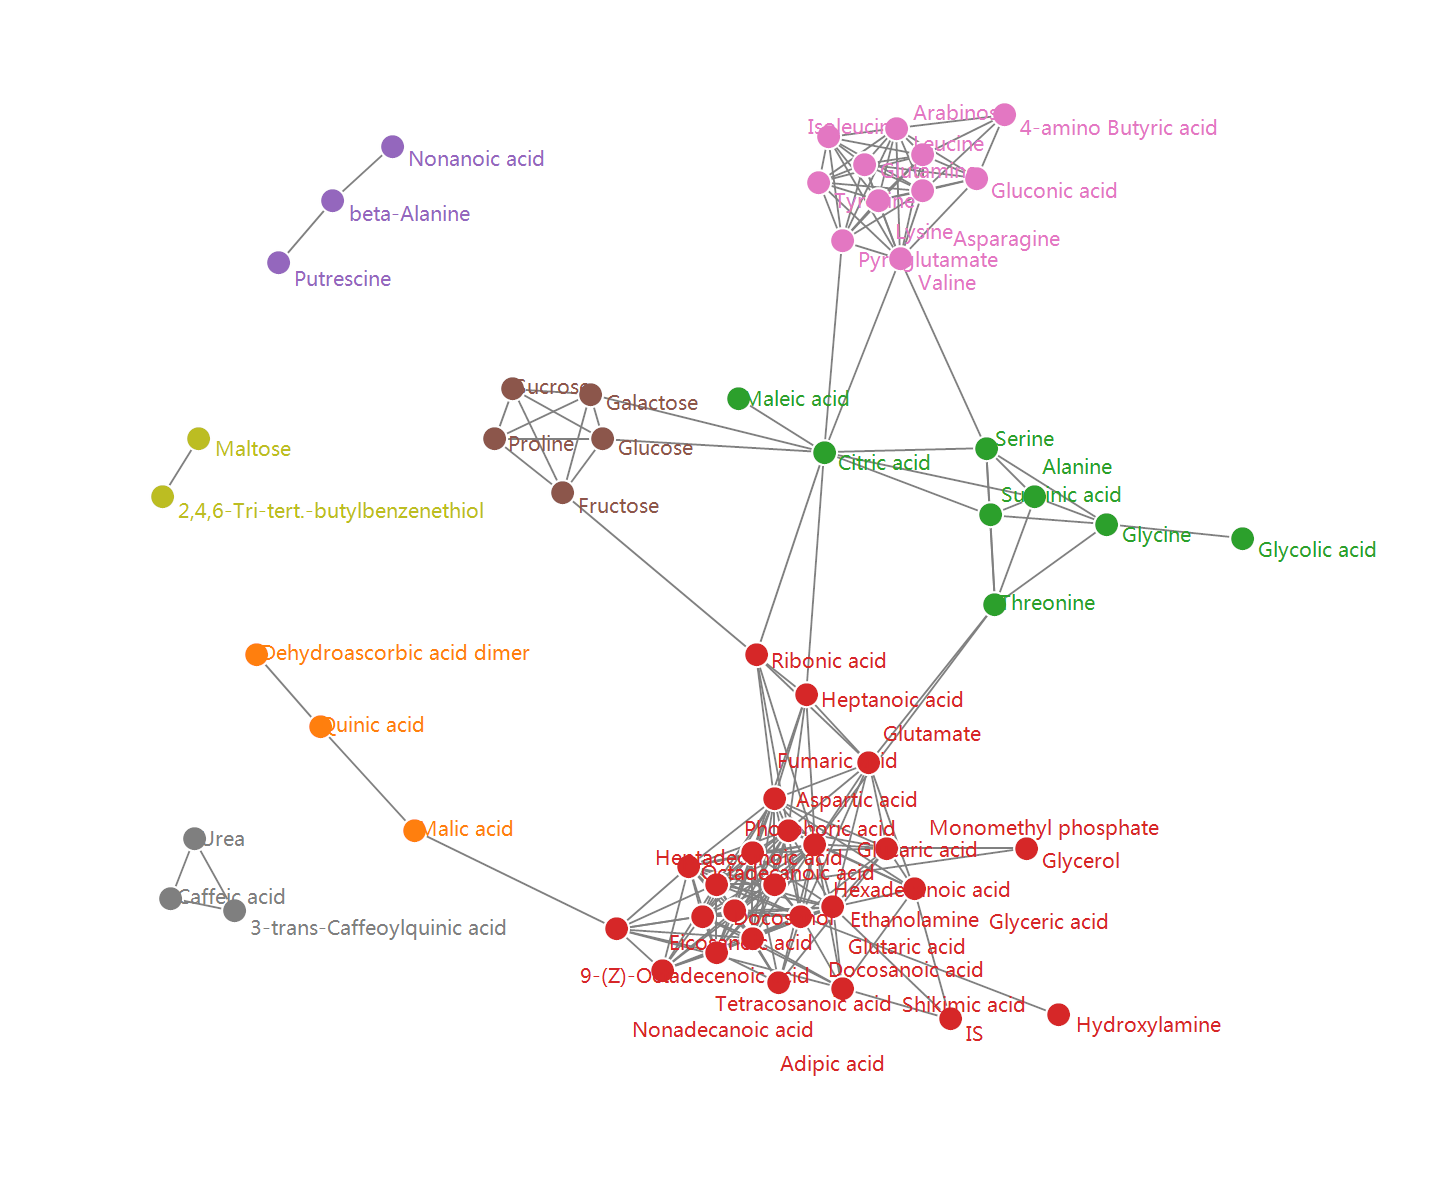 Arabinose
Isoleucine
4-amino Butyric acid
Leucine
Nonanoic acid
Glutamine
Gluconic acid
Tyrosine
beta-Alanine
Lysine
Asparagine
Pyroglutamate
Putrescine
Valine
Sucrose
Maleic acid
Galactose
Serine
Proline
Glucose
Maltose
Citric acid
Alanine
Succinic acid
Fructose
2,4,6-Tri-tert.-butylbenzenethiol
Glycine
Glycolic acid
Threonine
Dehydroascorbic acid dimer
Ribonic acid
Heptanoic acid
Quinic acid
Glutamate
Fumaric acid
Aspartic acid
Malic acid
Phosphoric acid
Monomethyl phosphate
Urea
Heptadecanoic acid
Glycerol
Octadecanoic acid
Hexadecanoic acid
Caffeic acid
Docosanol
Ethanolamine
Glyceric acid
3-trans-Caffeoylquinic acid
Eicosanoic acid
Glutaric acid
9-(Z)-Octadecenoic acid
Docosanoic acid
Tetracosanoic acid
Shikimic acid
Nonadecanoic acid
IS
Hydroxylamine
Adipic acid